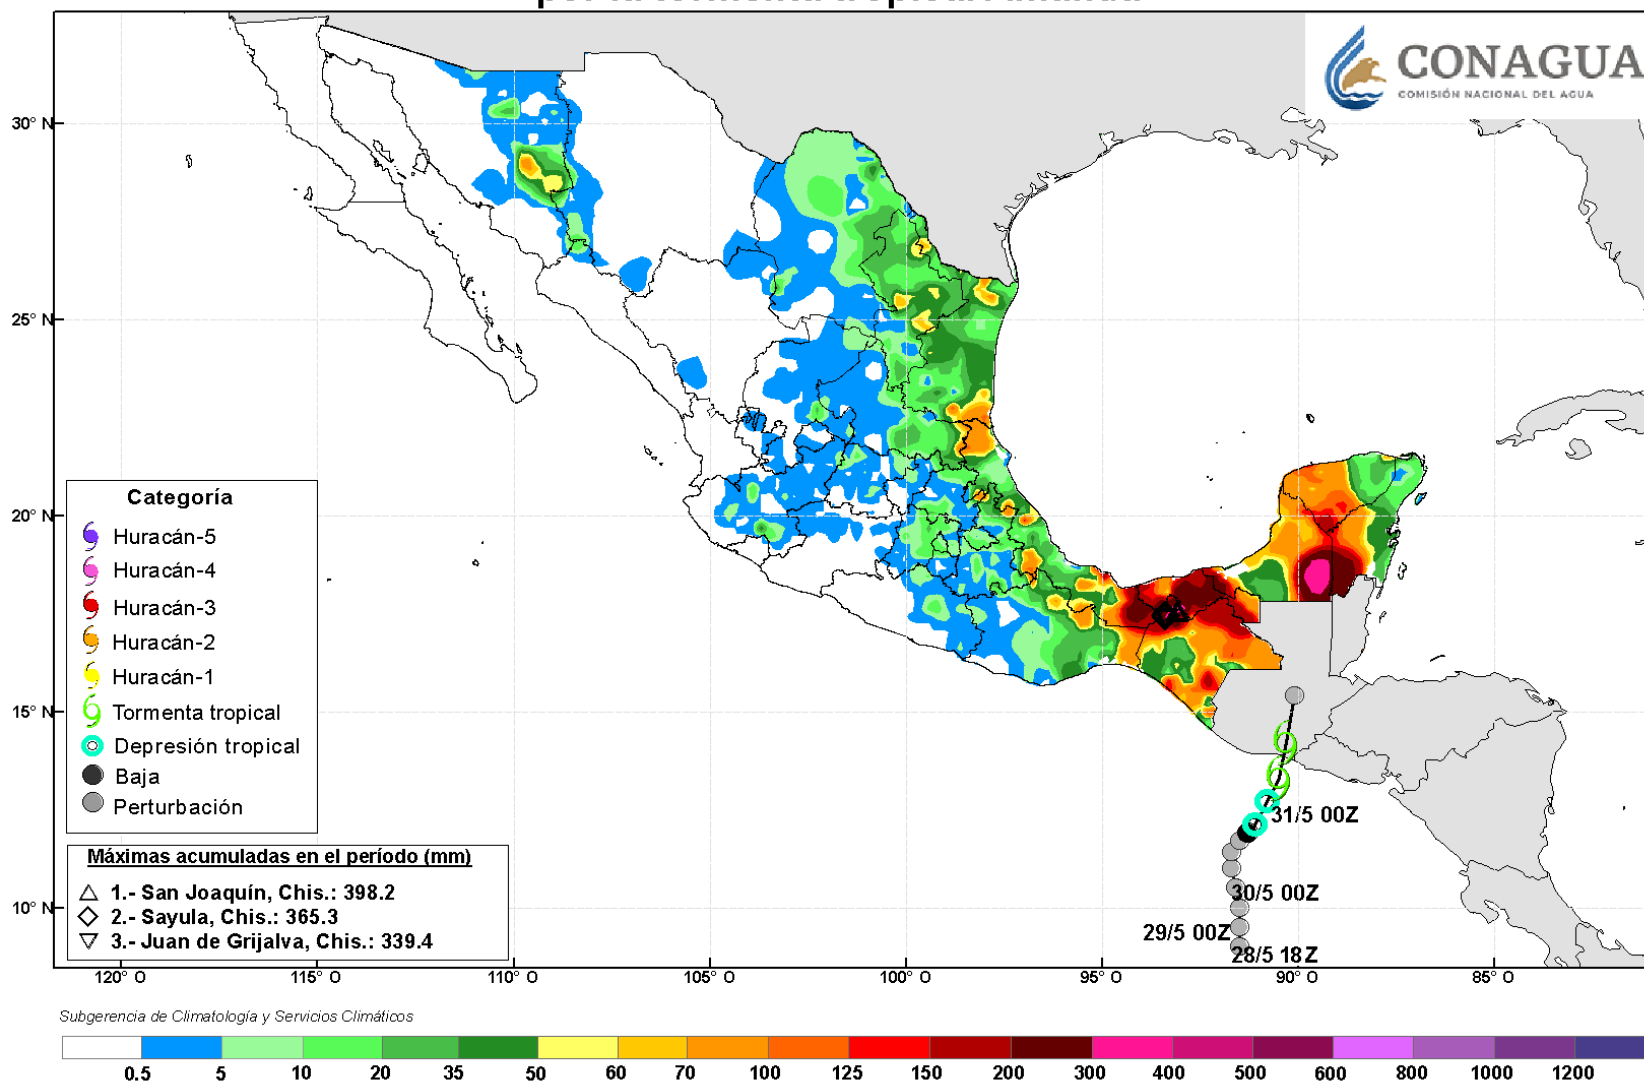 CONAGUA
COMISIÓN NACIONAL DEL AGUA
30° N
25° N
20° N
15° N
10° N
Categoría
Huracán-5
Huracán-4
Huracán-3
Huracán-2
Huracán-1
Tormenta tropical
Depresión tropical
Baja
Perturbación
31/5 00Z
30/5 00Z
29/5 00Z
28/5 18Z
Máximas acumuladas en el período (mm)
1.- San Joaquín, Chis.: 398.2
2.- Sayula, Chis.: 365.3
3.- Juan de Grijalva, Chis.: 339.4
120° O 115° O 110° O 105° O 100° O 95° O 90° O 85° O
Subgerencia de Climatología y Servicios Climáticos
0.5 5 10 20 35 50 60 70 100 125 150 200 300 400 500 600 800 1000 1200